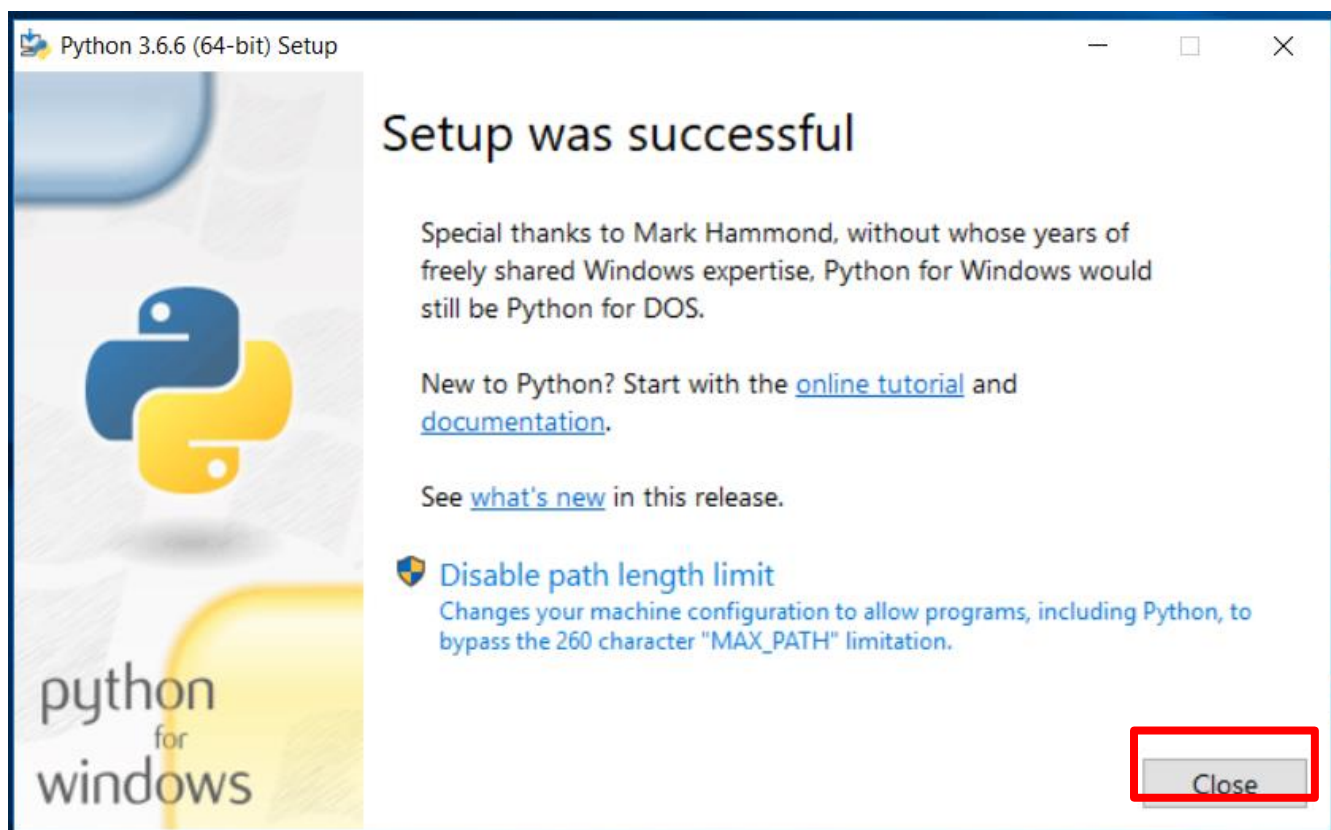 Python 3.6.6 (64-bit) Setup
Setup was successful
Special thanks to Mark Hammond, without whose years of
freely shared Windows expertise, Python for Windows would
still be Python for DOS.
New to Python? Start with the online tutorial and
documentation.
See what's new in this release.
Disable path length limit
Changes your machine configuration to allow programs, including Python, to
bypass the 260 character "MAX_PATH" limitation.
python
for
windows
Close